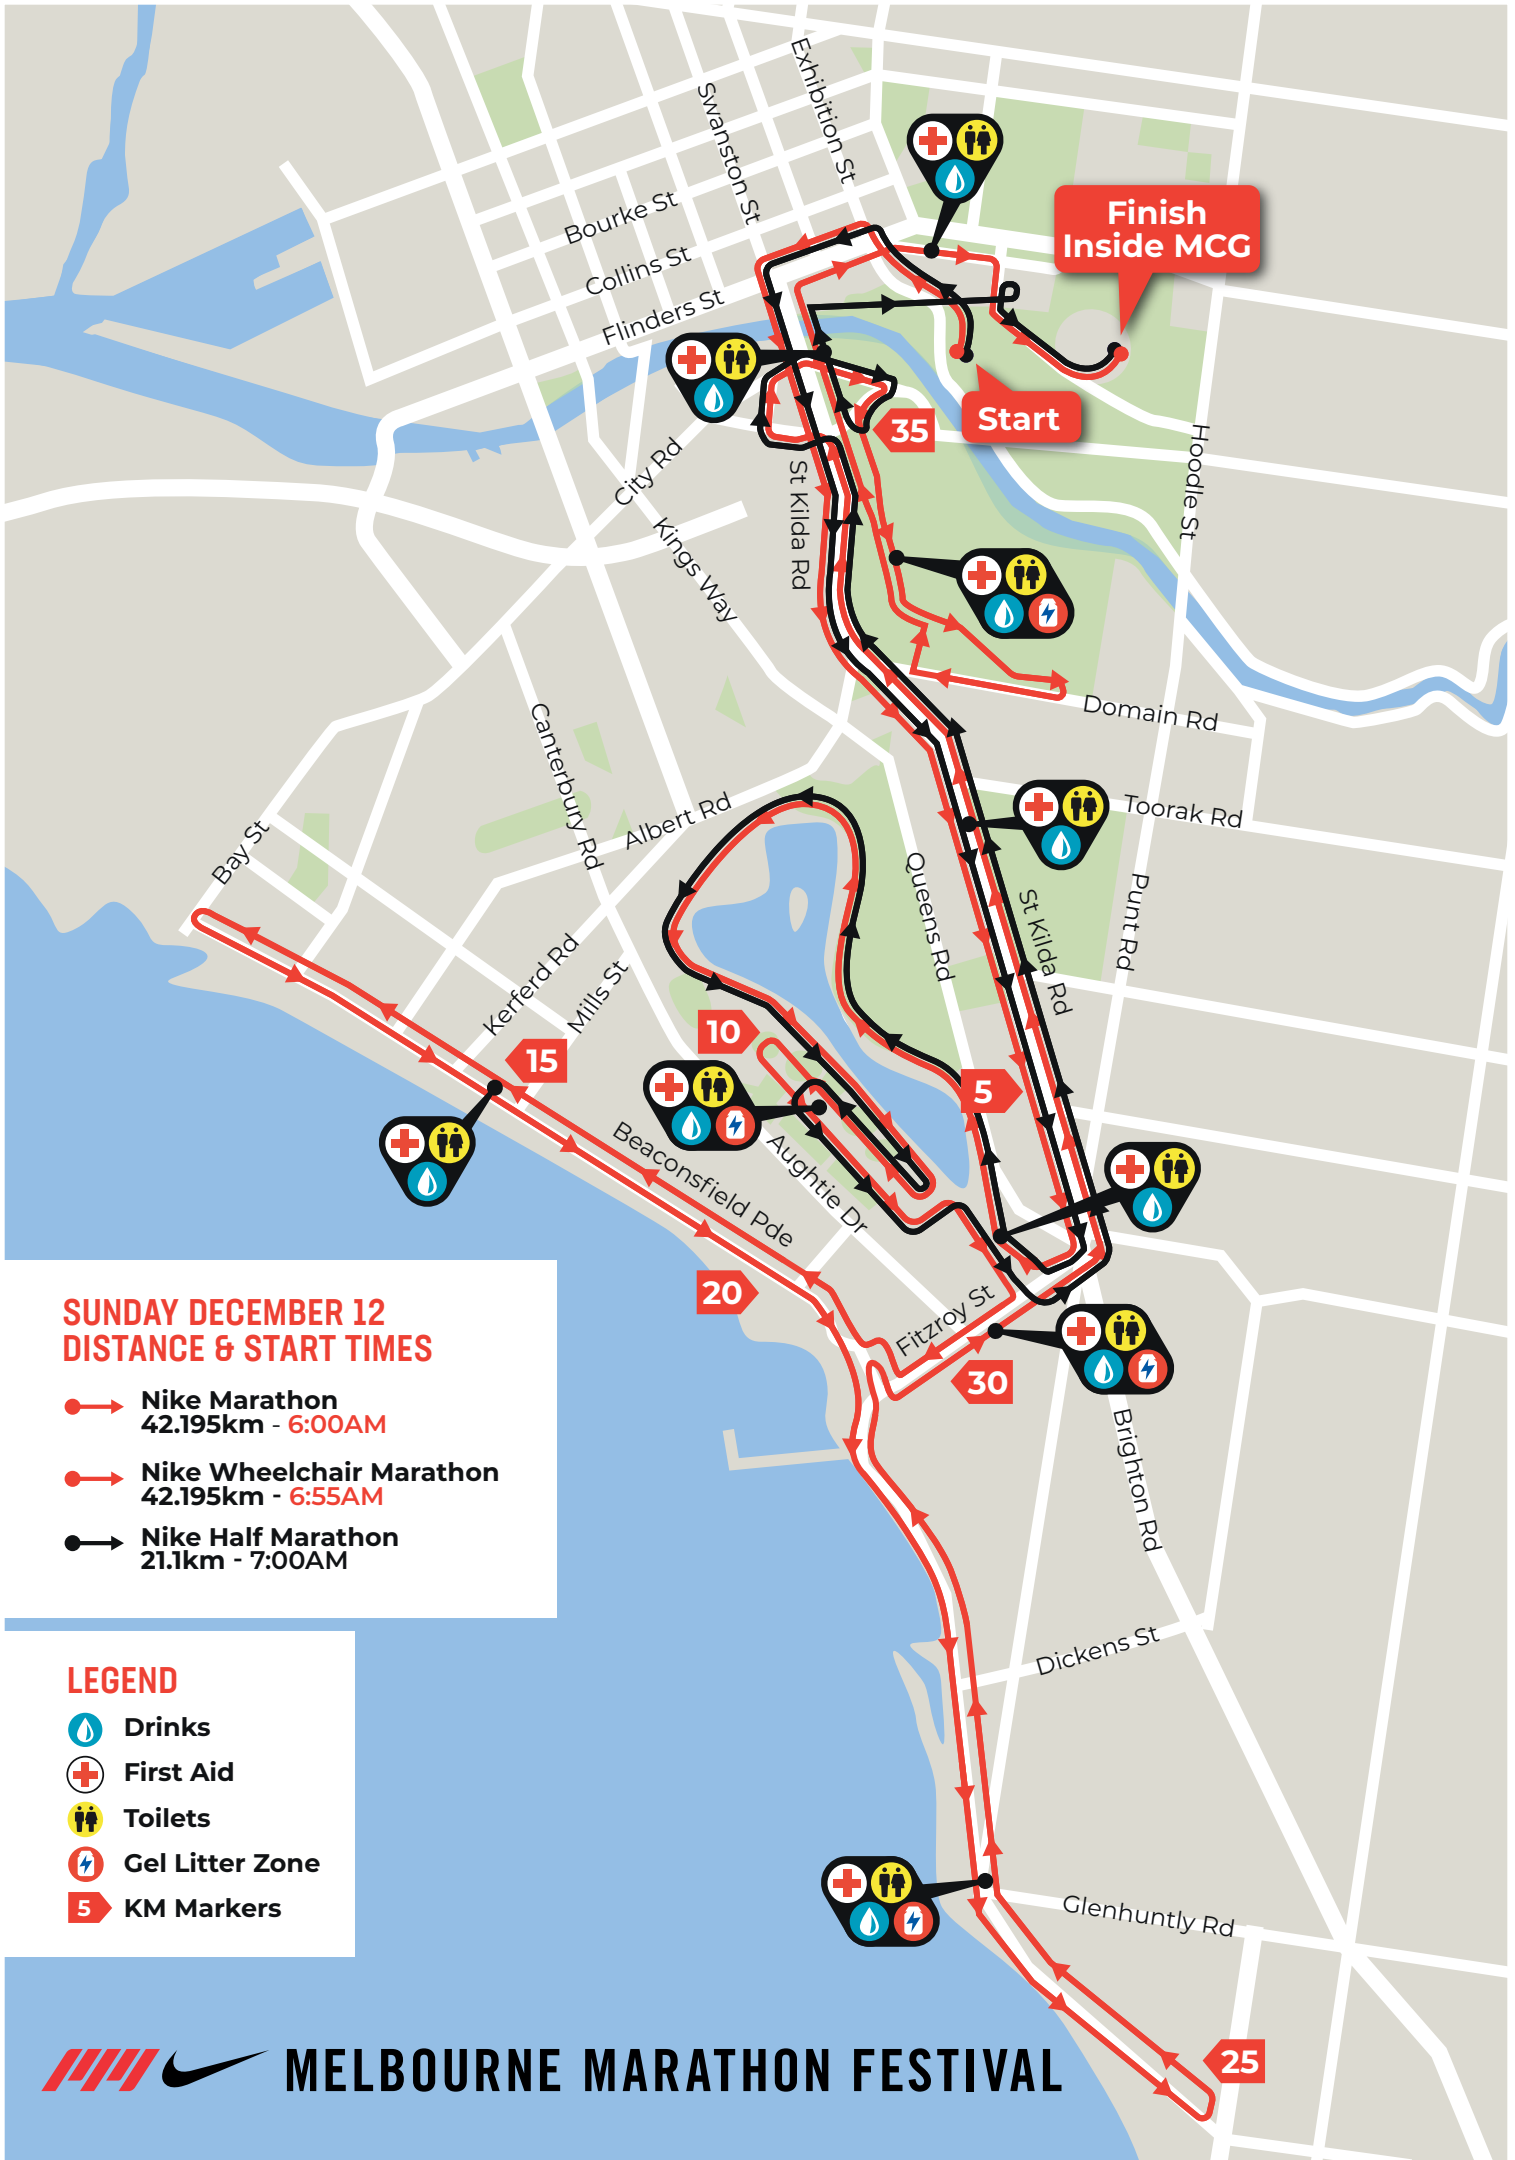 Exhibition St
Swanston St
Bourke St
Collins St
Flinders St
Finish
Inside MCG
Start
35
Hoodle St
City Rd
St Kilda Rd
Kings Way
Domain Rd
Canterbury Rd
Albert Rd
Toorak Rd
Bay St
Queens Rd
St Kilda Rd
Punt Rd
Kerferd Rd
Mills St
10
15
5
Beaconsfield Pde
Aughtie Dr
20
Fitzroy St
30
Brighton Rd
SUNDAY DECEMBER 12
DISTANCE & START TIMES
Nike Marathon
42.195km - 6:00AM
Nike Wheelchair Marathon
42.195km - 6:55AM
Nike Half Marathon
21.1km - 7:00AM
Dickens St
LEGEND
Drinks
First Aid
Toilets
Gel Litter Zone
5 KM Markers
Glenhuntly Rd
25
MELBOURNE MARATHON FESTIVAL